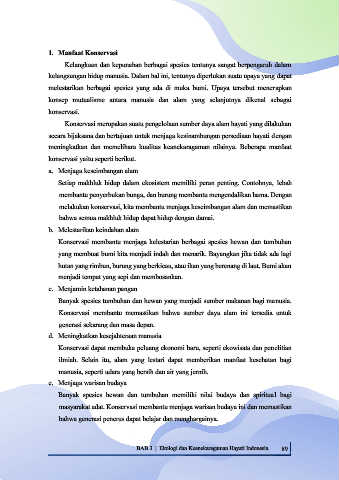 1. Manfaat Konservasi
Kelangkaan dan kepunahan berbagai spesies tentunya sangat berpengaruh dalam
kelangsungan hidup manusia. Dalam hal ini, tentunya diperlukan suatu upaya yang dapat
melestarikan berbagai spesies yang ada di muka bumi. Upaya tersebut menerapkan
konsep mutualisme antara manusia dan alam yang selanjutnya dikenal sebagai
konservasi.
Konservasi merupakan suatu pengelolaan sumber daya alam hayati yang dilakukan
secara bijaksana dan bertujuan untuk menjaga kesinambungan persediaan hayati dengan
meningkatkan dan memelihara kualitas keanekaragaman nilainya. Beberapa manfaat
konservasi yaitu seperti berikut.
a. Menjaga keseimbangan alam
Setiap makhluk hidup dalam ekosistem memiliki peran penting. Contohnya, lebah
membantu penyerbukan bunga, dan burung membantu mengendalikan hama. Dengan
melakukan konservasi, kita membantu menjaga keseimbangan alam dan memastikan
bahwa semua makhluk hidup dapat hidup dengan damai.
b. Melestarikan keindahan alam
Konservasi membantu menjaga kelestarian berbagai spesies hewan dan tumbuhan
yang membuat bumi kita menjadi indah dan menarik. Bayangkan jika tidak ada lagi
hutan yang rimbun, burung yang berkicau, atau ikan yang berenang di laut. Bumi akan
menjadi tempat yang sepi dan membosankan.
c. Menjamin ketahanan pangan
Banyak spesies tumbuhan dan hewan yang menjadi sumber makanan bagi manusia.
Konservasi membantu memastikan bahwa sumber daya alam ini tersedia untuk
generasi sekarang dan masa depan.
d. Meningkatkan kesejahteraan manusia
Konservasi dapat membuka peluang ekonomi baru, seperti ekowisata dan penelitian
ilmiah. Selain itu, alam yang lestari dapat memberikan manfaat kesehatan bagi
manusia, seperti udara yang bersih dan air yang jernih.
e. Menjaga warisan budaya
Banyak spesies hewan dan tumbuhan memiliki nilai budaya dan spiritual bagi
masyarakat adat. Konservasi membantu menjaga warisan budaya ini dan memastikan
bahwa generasi penerus dapat belajar dan menghargainya.
BAB 3 | Ekologi dan Keanekaragaman Hayati Indonesia 89